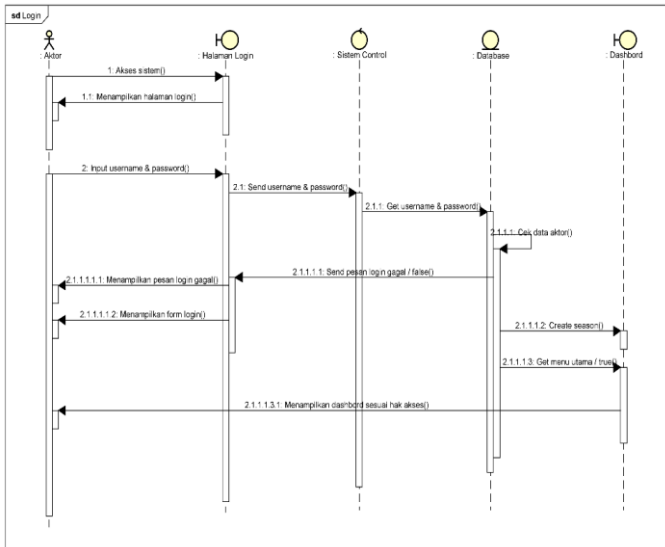 sd Login
: Aktor
: Halaman Login
: Sistem Control
: Database
: Dashbord
1: Akses sistem()
1.1: Menampilkan halaman login()
2: Input username & password()
2.1: Send username & password()
2.1.1: Get username & password()
2.1.1.1: Cek data aktor()
2.1.1.1.1: Send pesan login gagal / false()
2.1.1.1.1.1: Menampilkan pesan login gagal()
2.1.1.1.1.2: Menampilkan form login()
2.1.1.1.2: Create season()
2.1.1.1.3: Get menu utama / true()
2.1.1.1.3.1: Menampilkan dashbord sesuai hak akses()